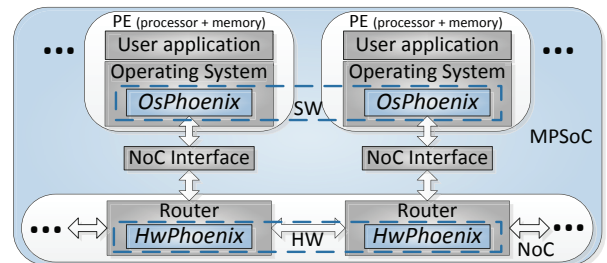 PE (processor + memory) PE (processor + memory)
••• User application User application •••
Operating System Operating System
OsPhoenix SW OsPhoenix
MPSoC
NoC Interface NoC Interface
Router Router
••• HwPhoenix HW HwPhoenix •••
NoC